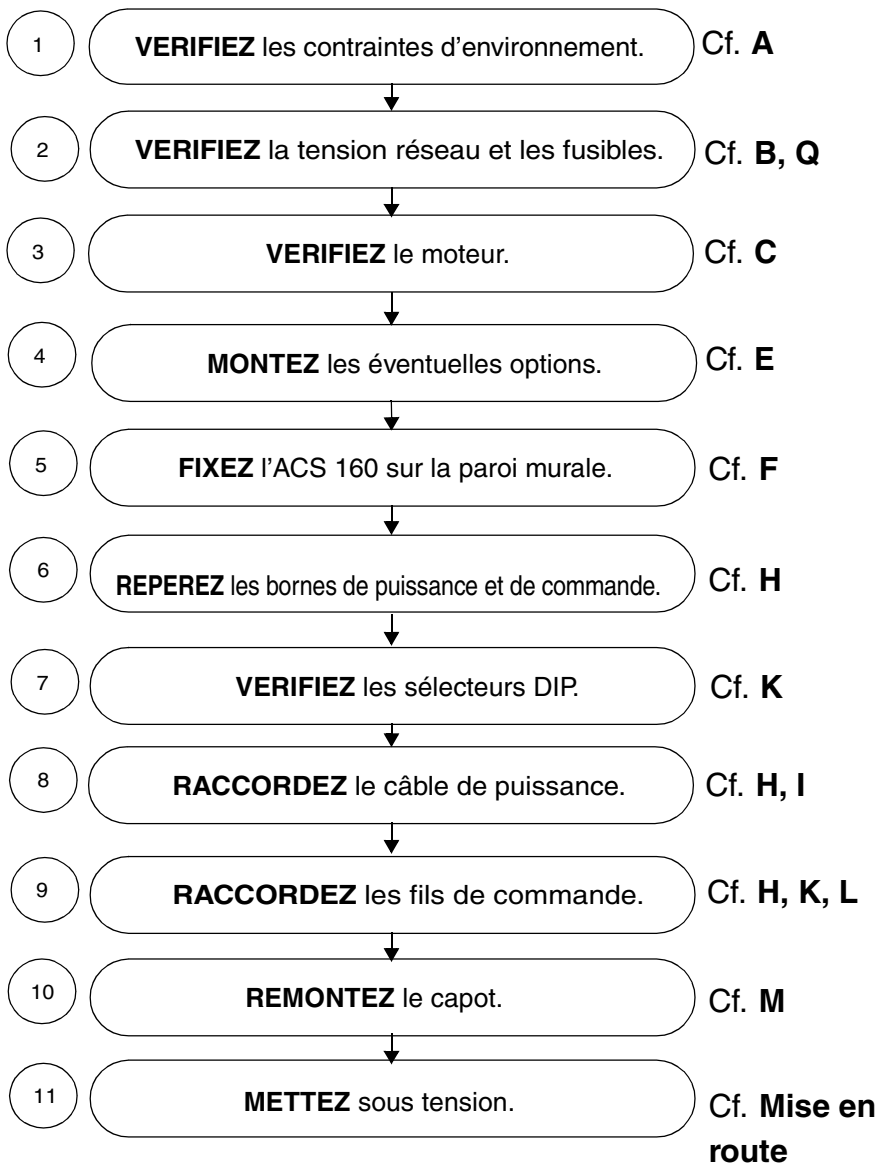 1 VERIFIEZ les contraintes d'environnement. Cf. A
2 VERIFIEZ la tension réseau et les fusibles. Cf. B, Q
3 VERIFIEZ le moteur. Cf. C
4 MONTEZ les éventuelles options. Cf. E
5 FIXEZ l'ACS 160 sur la paroi murale. Cf. F
6 REPEREZ les bornes de puissance et de commande. Cf. H
7 VERIFIEZ les sélecteurs DIP. Cf. K
8 RACCORDEZ le câble de puissance. Cf. H, I
9 RACCORDEZ les fils de commande. Cf. H, K, L
10 REMONTEZ le capot. Cf. M
11 METTEZ sous tension. Cf. Mise en
route